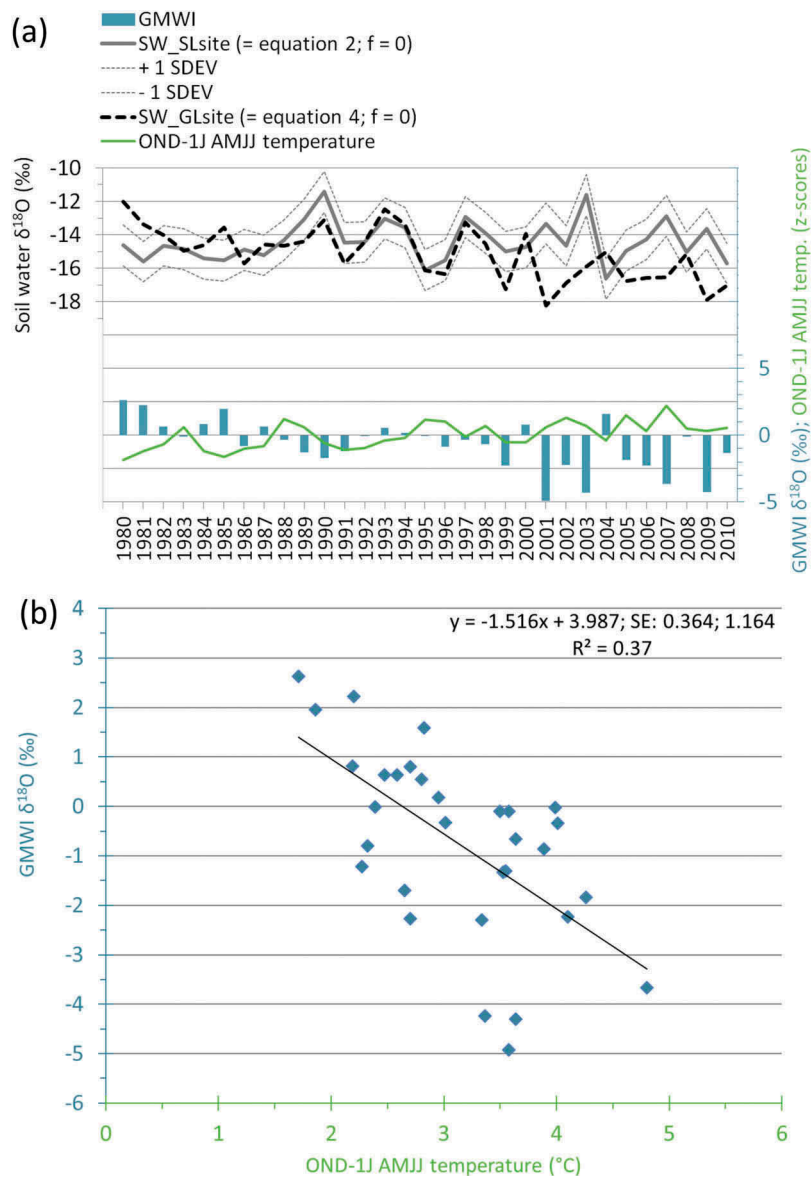 (a)
GMWI
SW_SLsite (= equation 2; f = 0)
+ 1 SDEV
- 1 SDEV
SW_GLsite (= equation 4; f = 0)
OND-1J AMJJ temperature
Soil water δ18O (‰)
-10
-12
-14
-16
-18
5
0
-5
GMWI δ18O (‰); OND-1J AMJJ temp. (z-scores)
1980 1981 1982 1983 1984 1985 1986 1987 1988 1989 1990 1991 1992 1993 1994 1995 1996 1997 1998 1999 2000 2001 2002 2003 2004 2005 2006 2007 2008 2009 2010
(b)
y = -1.516x + 3.987; SE: 0.364; 1.164
R² = 0.37
GMWI δ18O (‰)
4
3
2
1
0
-1
-2
-3
-4
-5
-6
0 1 2 3 4 5 6
OND-1J AMJJ temperature (°C)